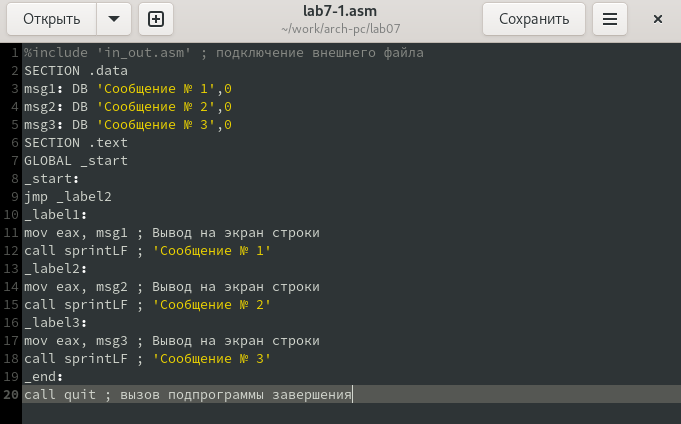 Открыть
lab7-1.asm
~/work/arch-pc/lab07
Сохранить
1 %include 'in_out.asm' ; подключение внешнего файла
2 SECTION .data
3 msg1: DB 'Сообщение № 1',0
4 msg2: DB 'Сообщение № 2',0
5 msg3: DB 'Сообщение № 3',0
6 SECTION .text
7 GLOBAL _start
8 _start:
9 jmp _label2
10 _label1:
11 mov eax, msg1 ; Вывод на экран строки
12 call sprintLF ; 'Сообщение № 1'
13 _label2:
14 mov eax, msg2 ; Вывод на экран строки
15 call sprintLF ; 'Сообщение № 2'
16 _label3:
17 mov eax, msg3 ; Вывод на экран строки
18 call sprintLF ; 'Сообщение № 3'
19 _end:
20 call quit ; вызов подпрограммы завершения